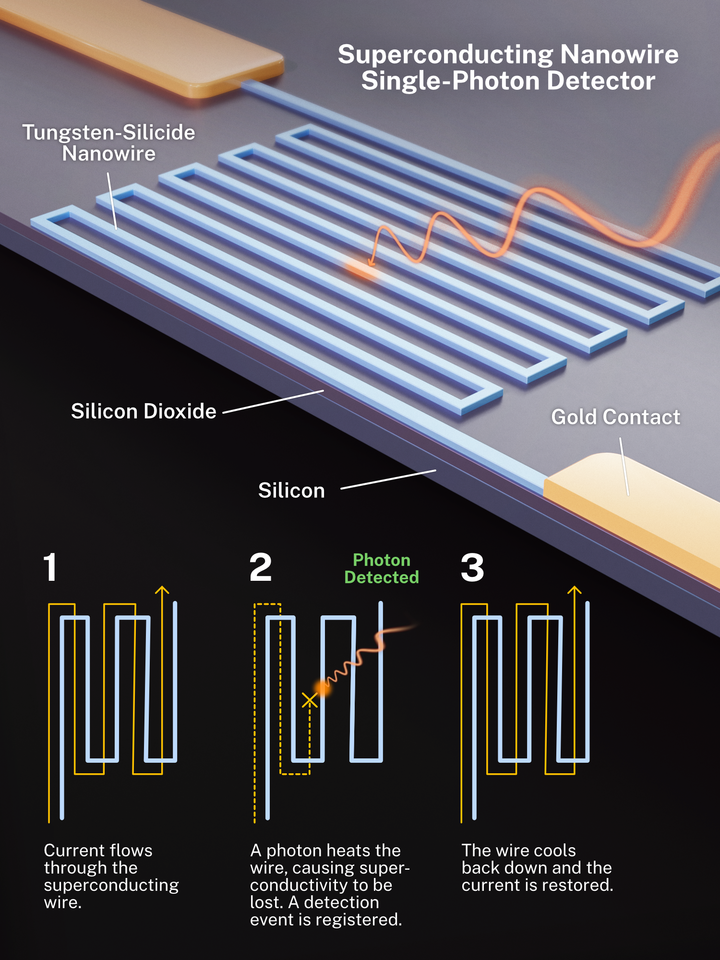 Superconducting Nanowire
Single-Photon Detector
Tungsten-Silicide
Nanowire
Silicon Dioxide
Gold Contact
Silicon
1
2
Photon
Detected
3
Current flows
through the
superconducting
wire.
A photon heats the
wire, causing super-
conductivity to be
lost. A detection
event is registered.
The wire cools
back down and the
current is restored.